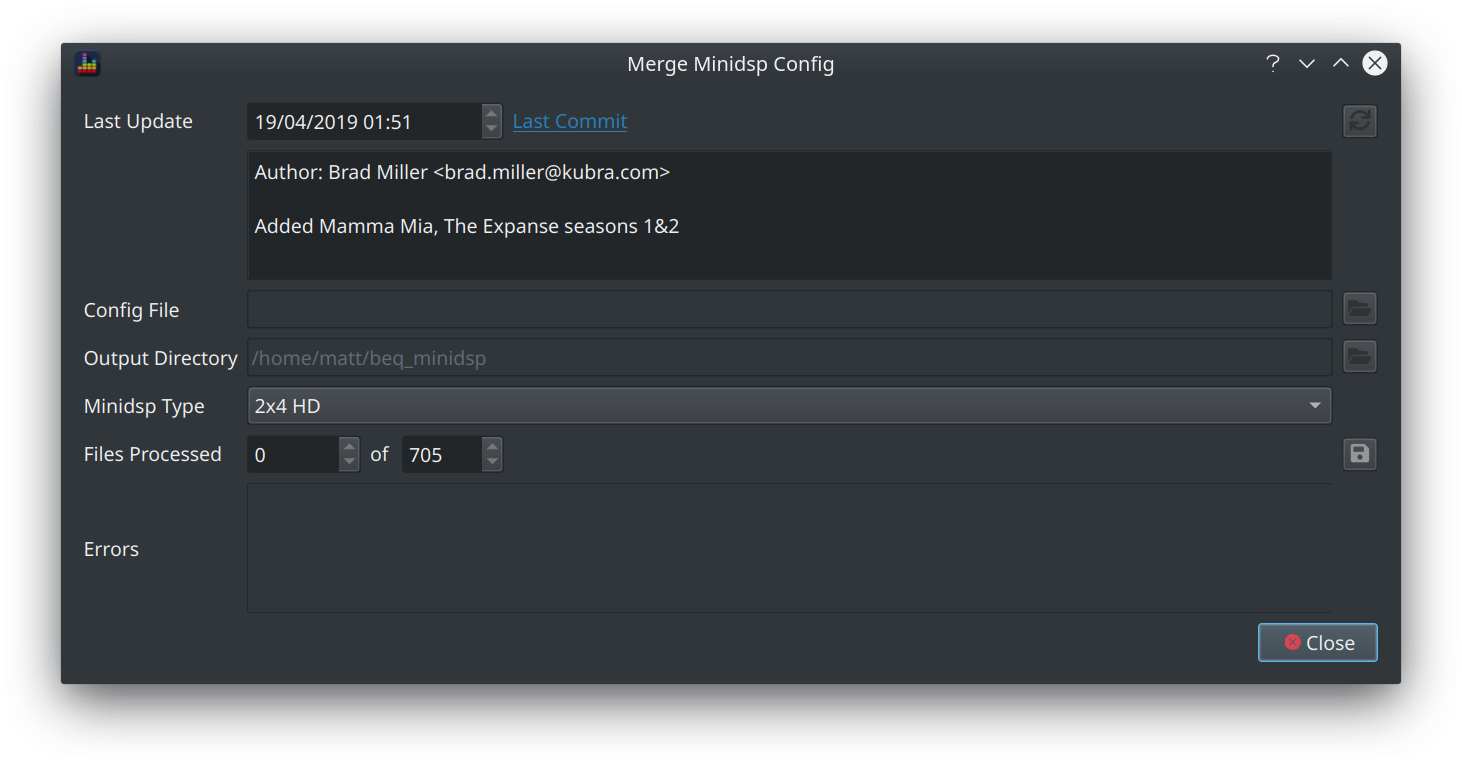 Merge Minidsp Config
Last Update 19/04/2019 01:51 Last Commit
Author: Brad Miller <brad.miller@kubra.com>
Added Mamma Mia, The Expanse seasons 1&2
Config File
Output Directory /home/matt/beq_minidsp
Minidsp Type 2x4 HD
Files Processed 0 of 705
Errors
Close